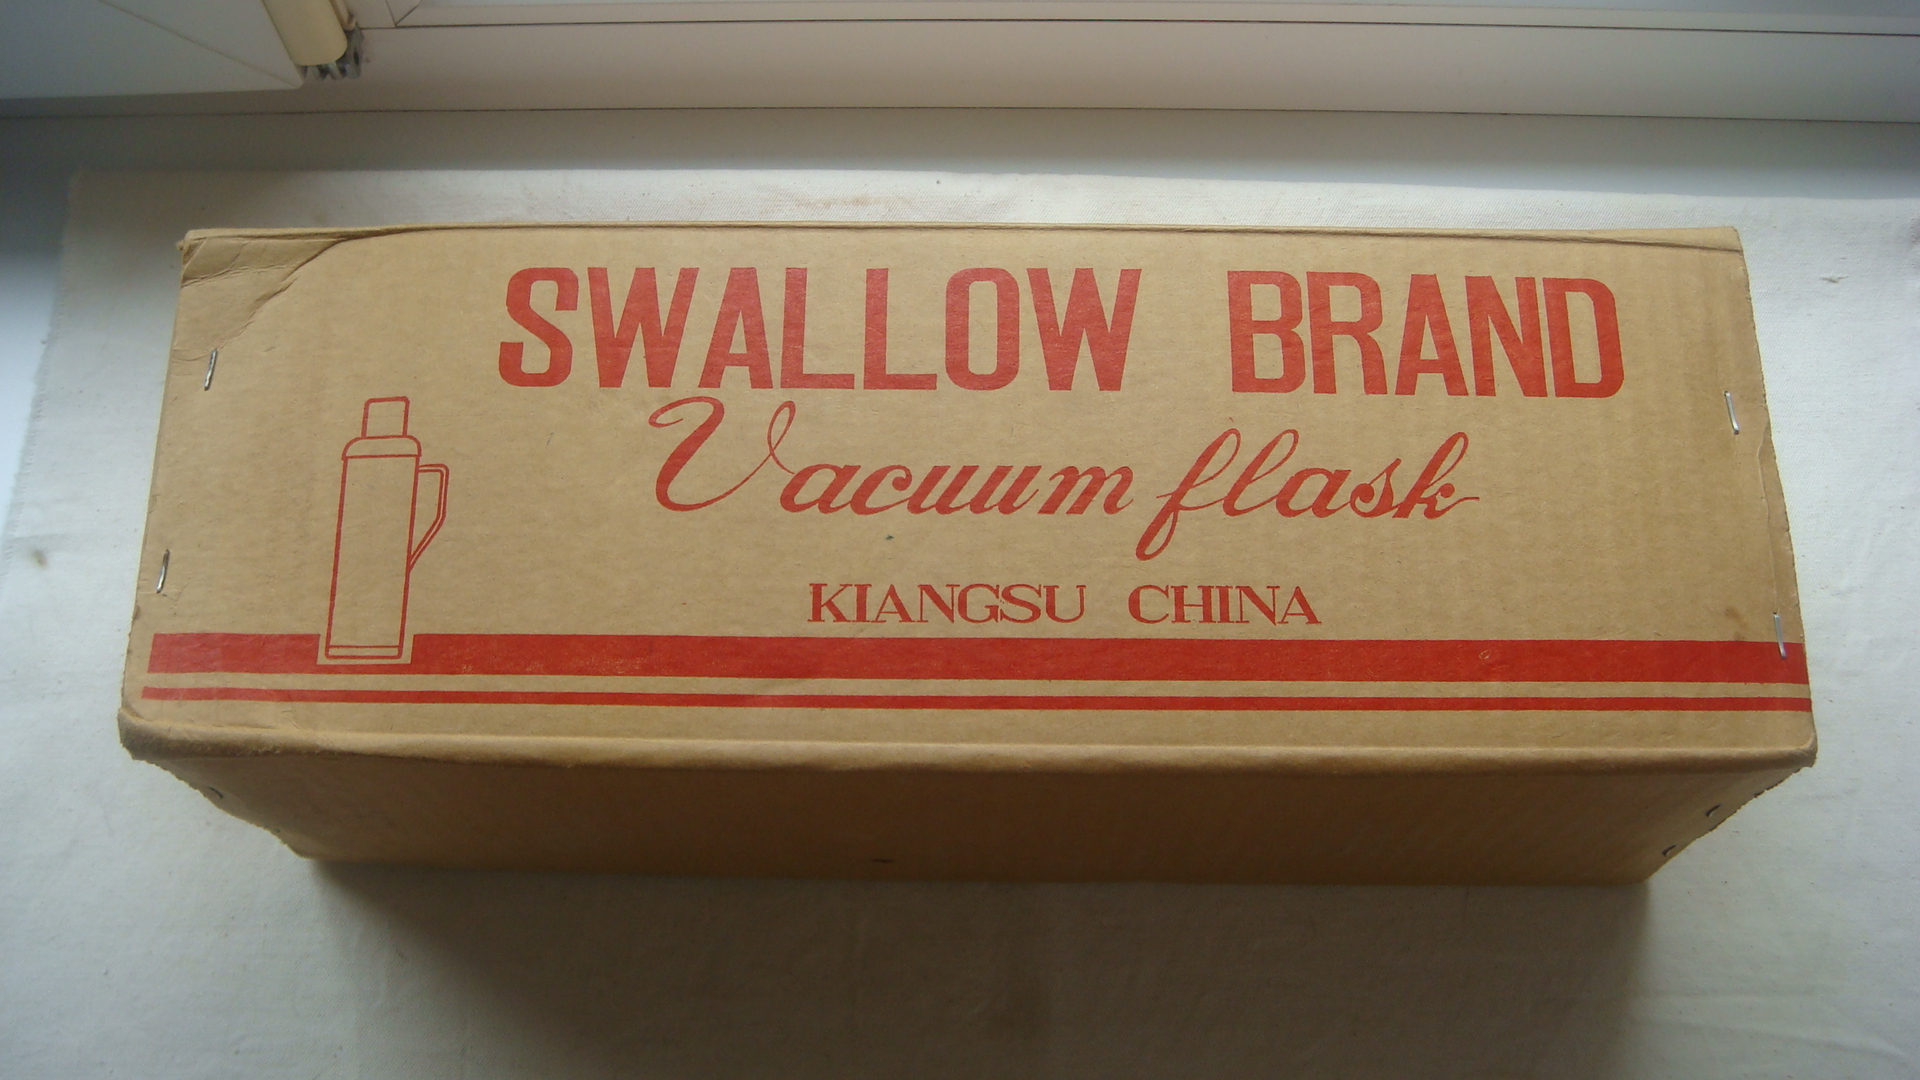 SWALLOW BRAND
Vacuum flask
KIANGSU CHINA